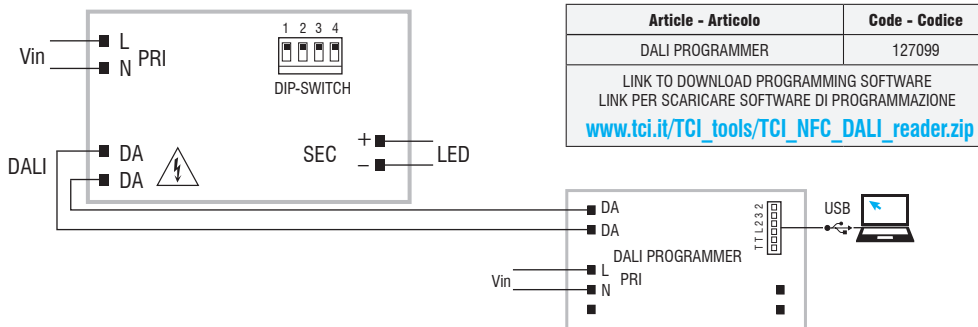 1 2 3 4
DIP-SWITCH
Vin
L
N
PRI
DALI
DA
DA
SEC
+
–
LED
Article - Articolo
Code - Codice
DALI PROGRAMMER
127099
LINK TO DOWNLOAD PROGRAMMING SOFTWARE
LINK PER SCARICARE SOFTWARE DI PROGRAMMAZIONE
www.tci.it/TCI_tools/TCI_NFC_DALI_reader.zip
DA
DA
TTL232
USB
DALI PROGRAMMER
Vin
L
N
PRI